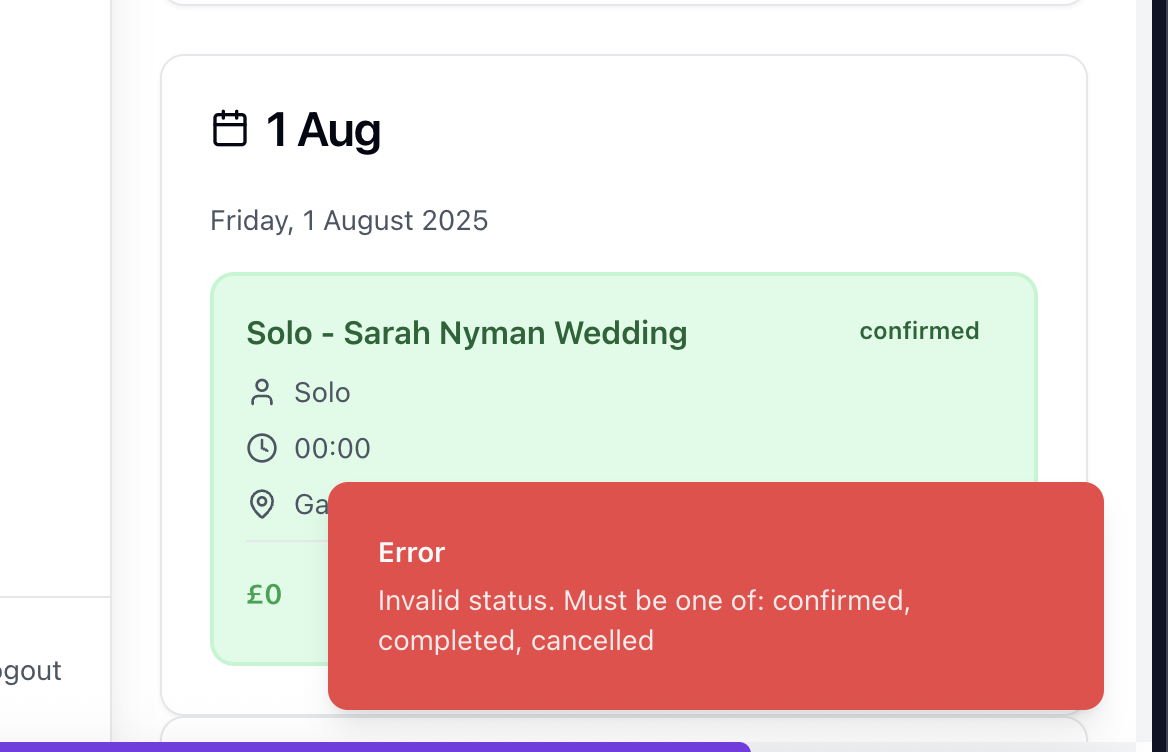 1 Aug
Friday, 1 August 2025
Solo - Sarah Nyman Wedding
confirmed
Solo
00:00
Ga
£0
Error
Invalid status. Must be one of: confirmed,
completed, cancelled
ogout